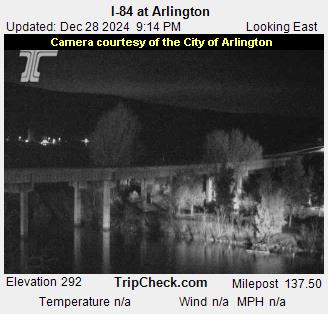 I-84 at Arlington
Updated: Dec 28 2024 9:14 PM Looking East
Camera courtesy of the City of Arlington
Elevation 292 TripCheck.com Milepost 137.50
Temperature n/a Wind n/a MPH n/a